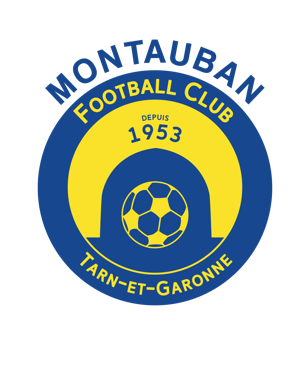 MONTAUBAN
FOOTBALL CLUB
DEPUIS
1953
TARN-ET-GARONNE